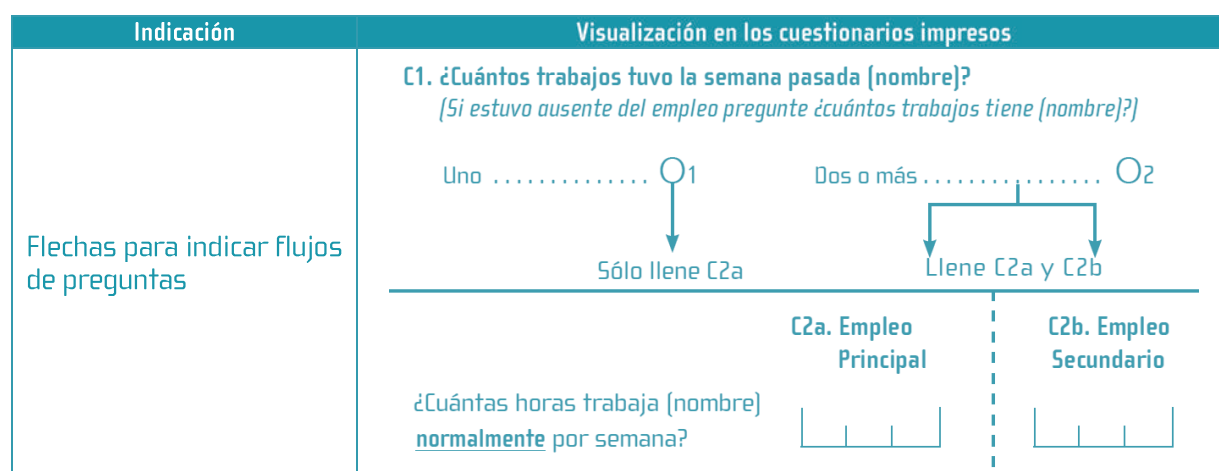 Indicación
Visualización en los cuestionarios impresos
Flechas para indicar flujos
de preguntas
C1. ¿Cuántos trabajos tuvo la semana pasada (nombre)?
(Si estuvo ausente del empleo pregunte ¿cuántos trabajos tiene (nombre)?)
Uno .............. O1
Dos o más ................. O2
Sólo llene C2a
Llene C2a y C2b
C2a. Empleo
Principal
C2b. Empleo
Secundario
¿Cuántas horas trabaja (nombre)
normalmente por semana?